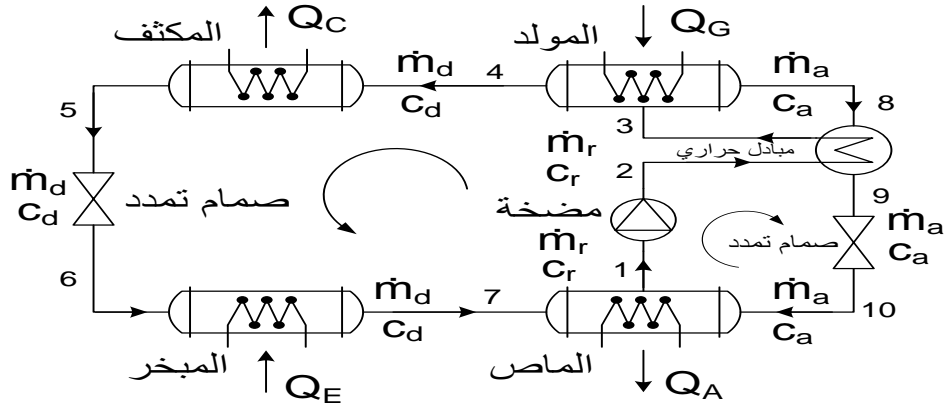 المكثف
Q_C
المولد
Q_G
ṁ_d
4
c_d
ṁ_a
c_a
8
5
3
ṁ_r
c_r
مبادل حراري
2
ṁ_d
c_d
صمام تمدد
مضخة
9
ṁ_a
c_a
صمام تمدد
ṁ_r
c_r
1
6
ṁ_d
c_d
7
ṁ_a
c_a
10
المبخر
Q_E
الماص
Q_A